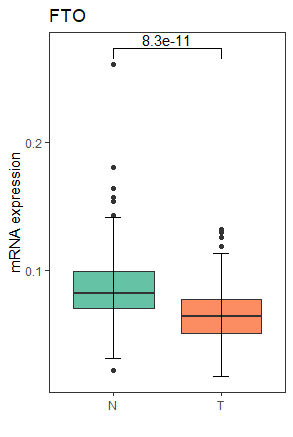 FTO
8.3e-11
0.2
mRNA expression
0.1
N T